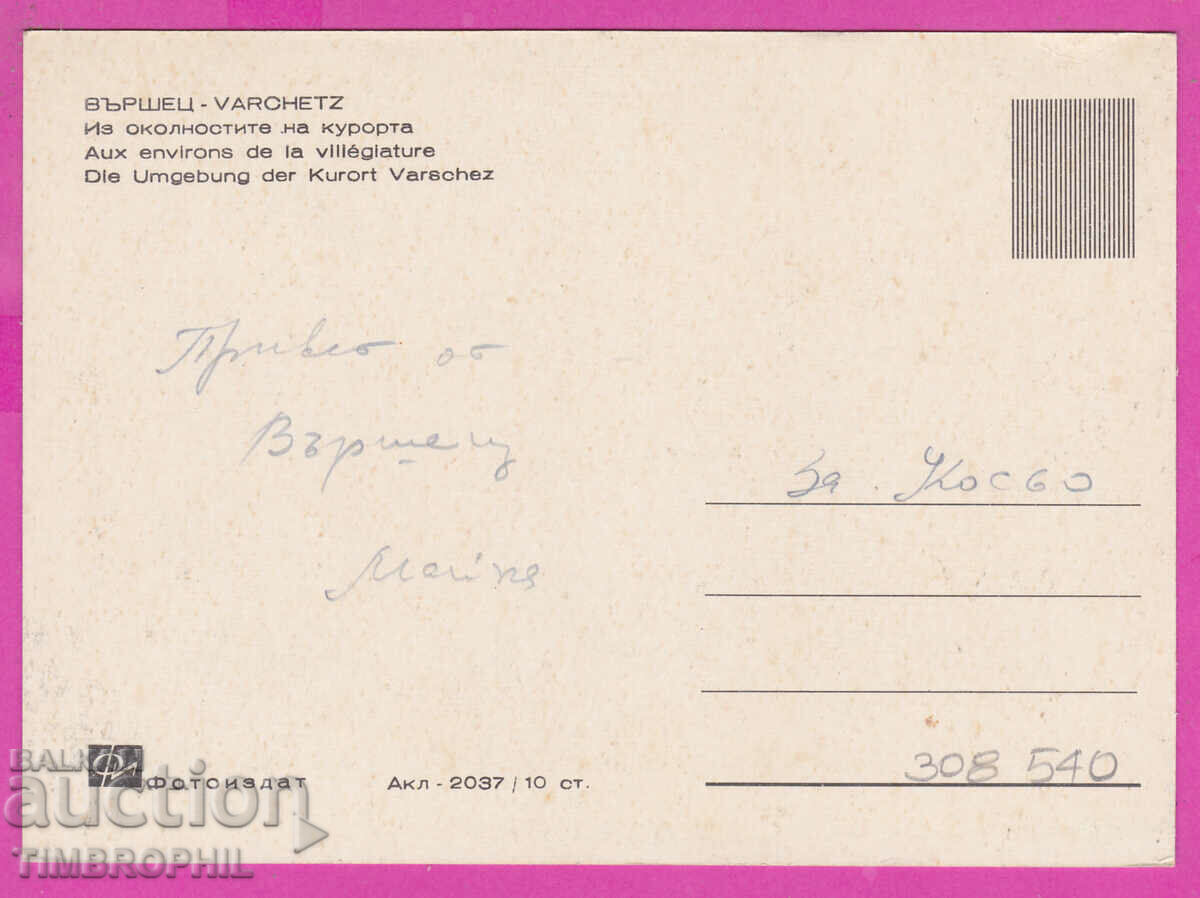 ВЪРШЕЦ - VARCHETZ
Из околностите на курорта
Aux environs de la villégiature
Die Umgebung der Kurort Varschez
Привет от
Вършец
Майка
За Косьо
308 540
ФИ Фотоиздат
Акл - 2037 / 10 ст.
BALKAN
auction
TIMBROPHIL